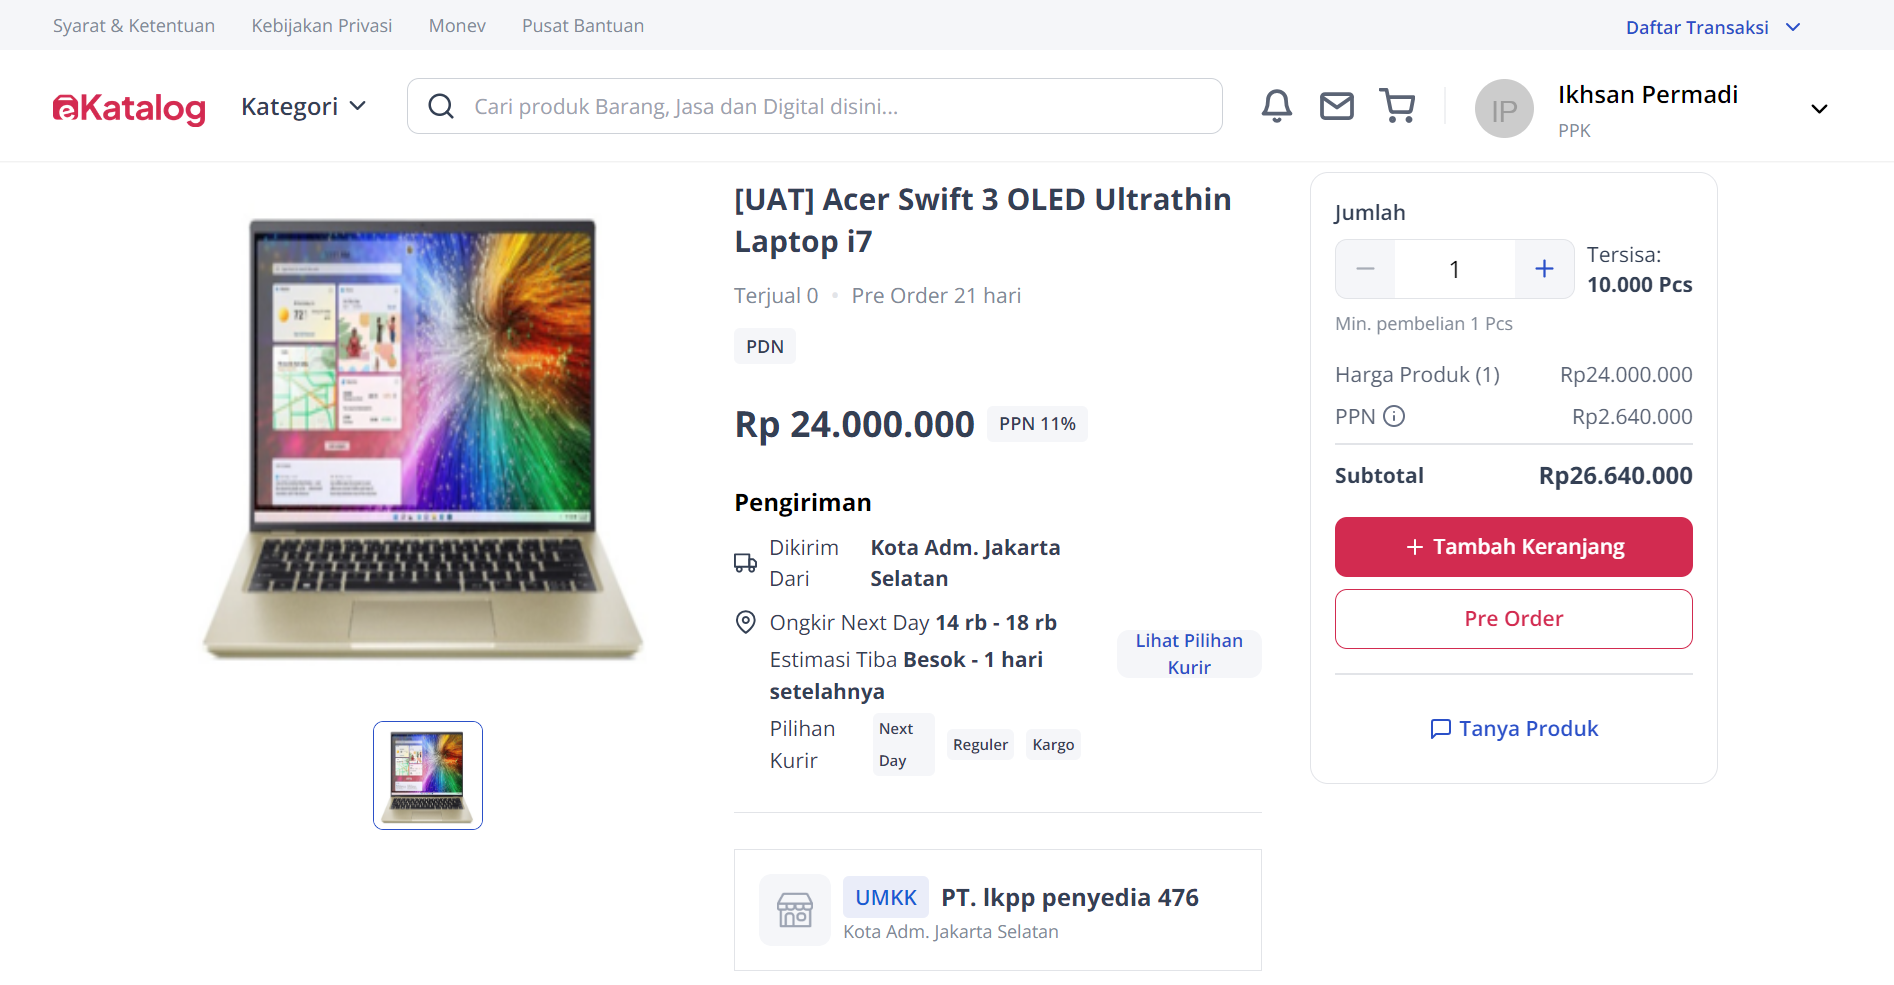 Syarat & Ketentuan Kebijakan Privasi Monev Pusat Bantuan Daftar Transaksi
eKatalog Kategori Cari produk Barang, Jasa dan Digital disini... IP Ikhsan Permadi
PPK
[UAT] Acer Swift 3 OLED Ultrathin
Laptop i7
Terjual 0 • Pre Order 21 hari
PDN
Rp 24.000.000 PPN 11%
Pengiriman
Dikirim Dari Kota Adm. Jakarta Selatan
Ongkir Next Day 14 rb - 18 rb
Estimasi Tiba Besok - 1 hari
setelahnya
Lihat Pilihan
Kurir
Pilihan Kurir Next Day Reguler Kargo
UMKK PT. lkpp penyedia 476
Kota Adm. Jakarta Selatan
Jumlah
1
Tersisa:
10.000 Pcs
Min. pembelian 1 Pcs
Harga Produk (1) Rp24.000.000
PPN Rp2.640.000
Subtotal Rp26.640.000
+ Tambah Keranjang
Pre Order
Tanya Produk